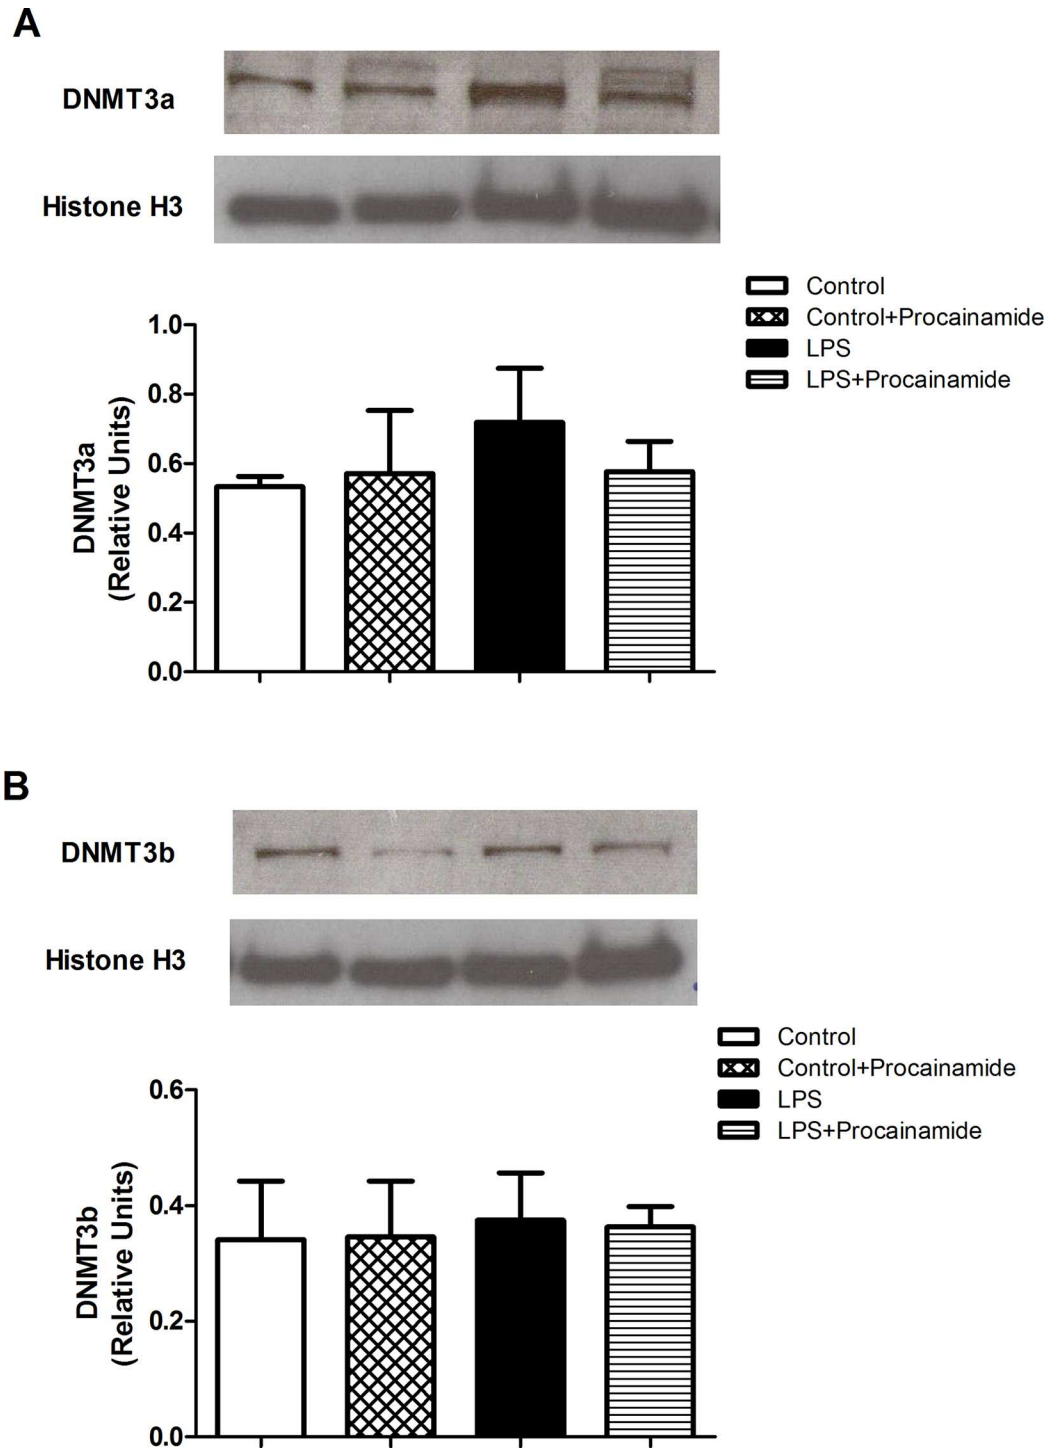 A
DNMT3a
Histone H3
Control
Control+Procainamide
LPS
LPS+Procainamide
1.0
0.8
0.6
0.4
0.2
0.0
DNMT3a
(Relative Units)
B
DNMT3b
Histone H3
Control
Control+Procainamide
LPS
LPS+Procainamide
0.6
0.4
0.2
0.0
DNMT3b
(Relative Units)